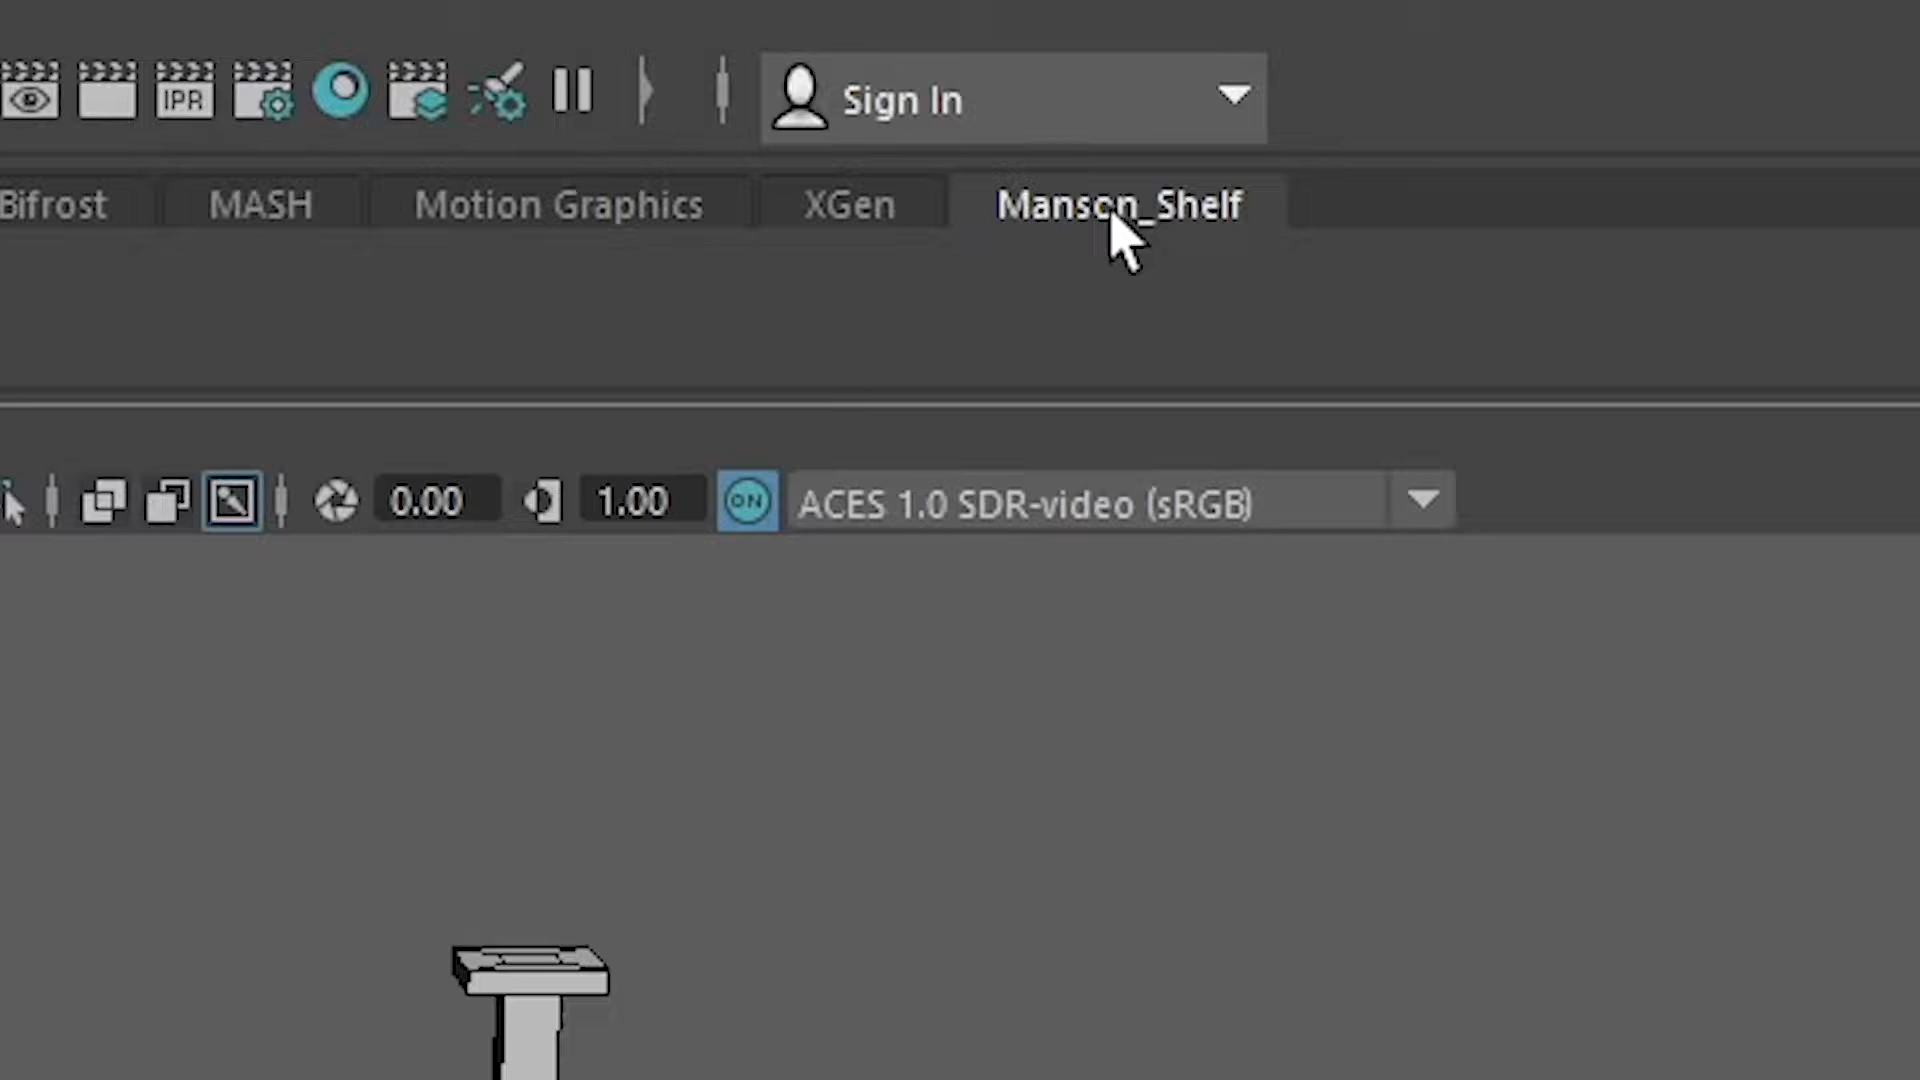 IPR
Sign In
Bifrost MASH Motion Graphics XGen Manson_Shelf
0.00 1.00 ON ACES 1.0 SDR-video (sRGB)